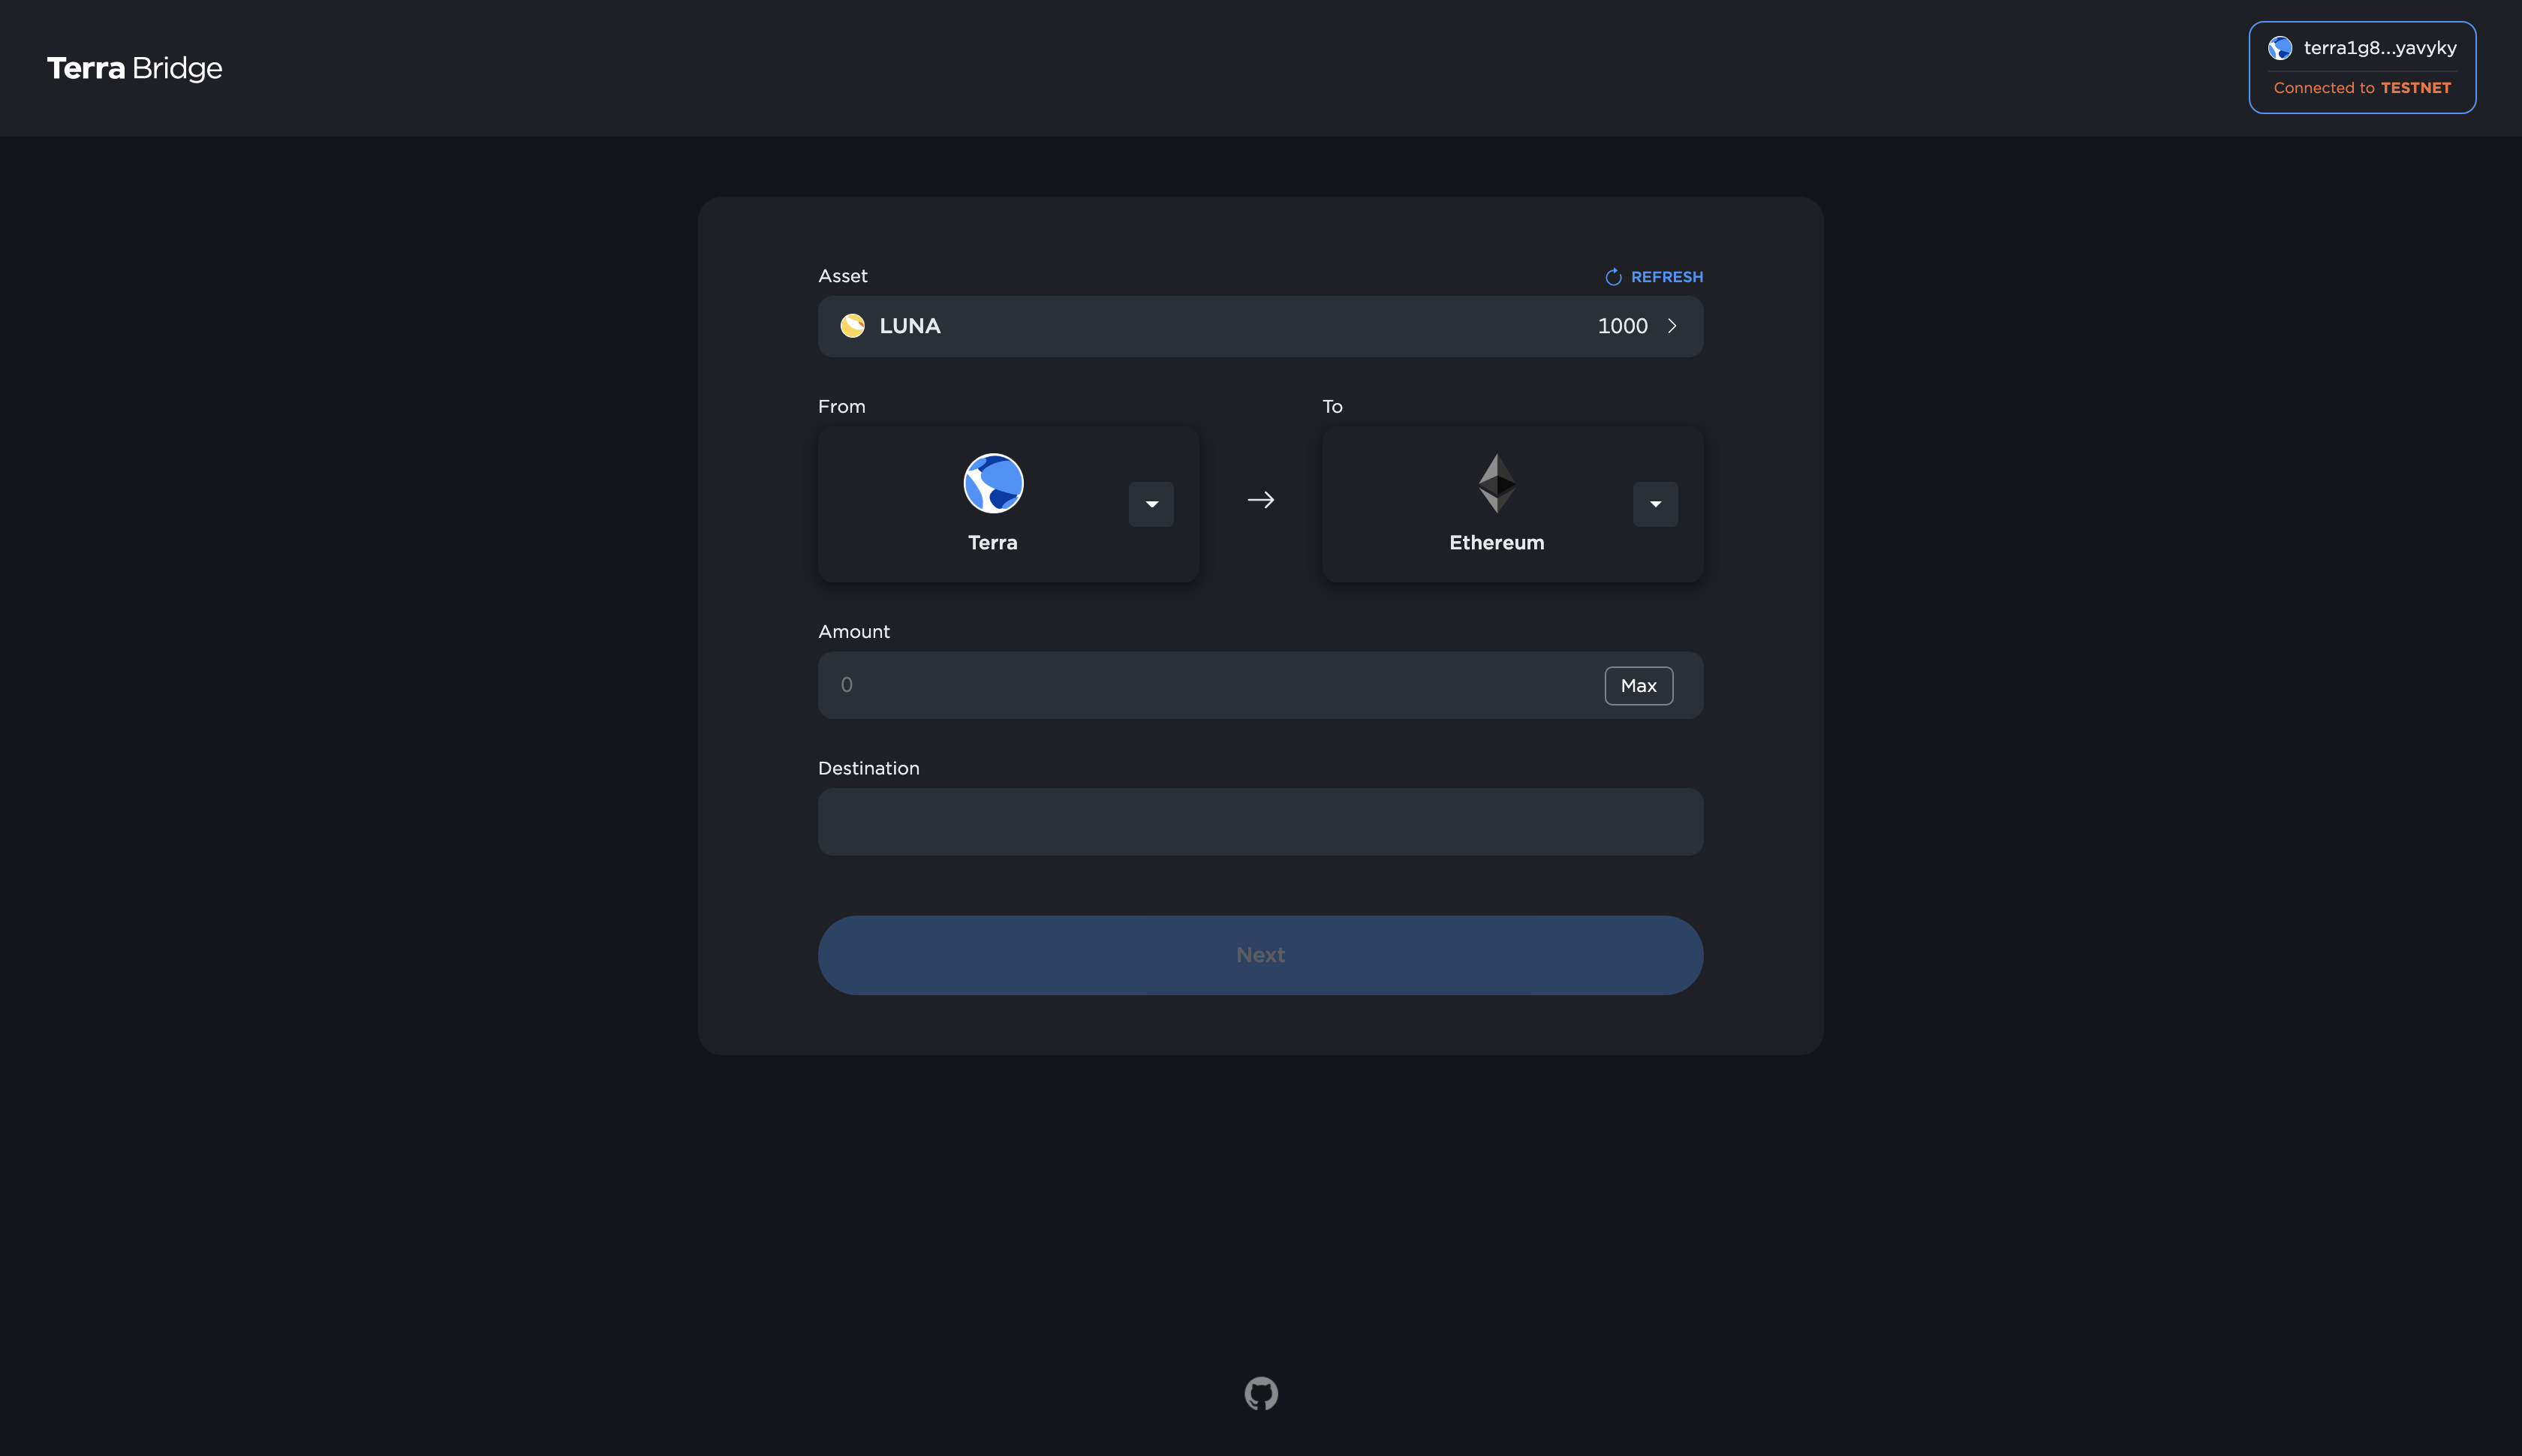 Terra Bridge
terra1g8...yavyky
Connected to TESTNET
Asset
REFRESH
LUNA
1000
From
To
Terra
Ethereum
Amount
0
Max
Destination
Next